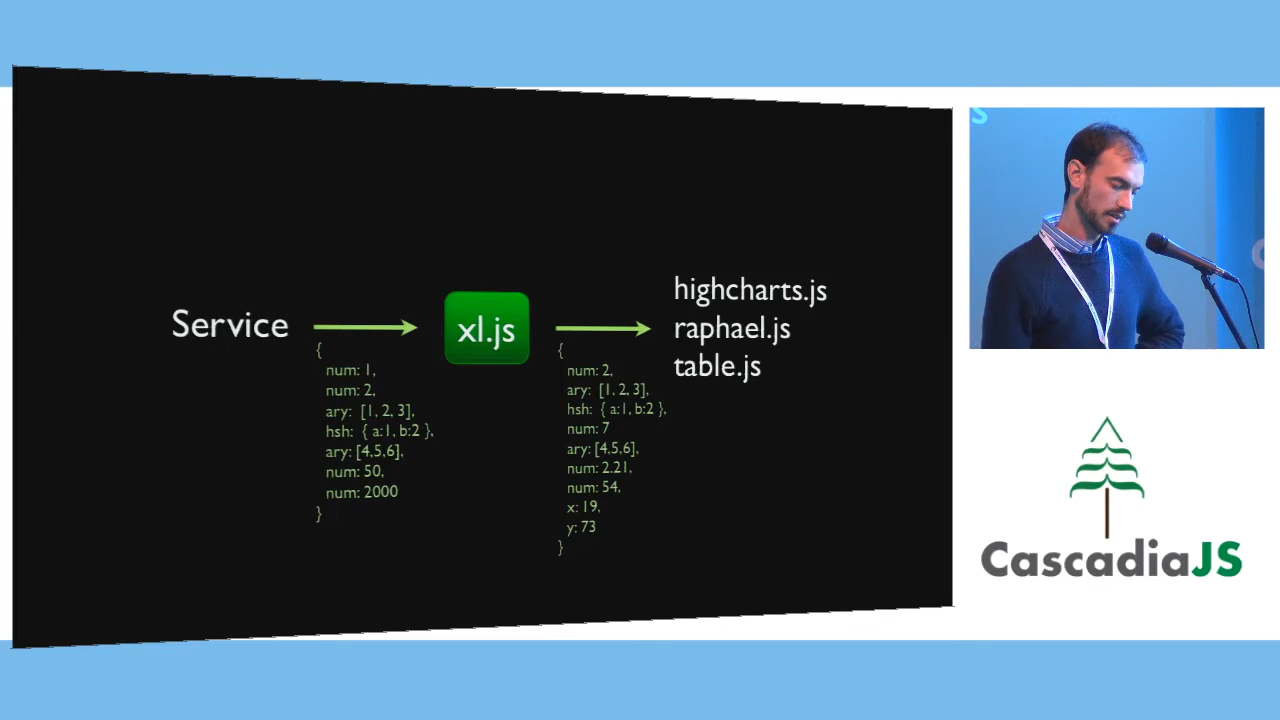 Service
{
num: 1,
num: 2,
ary: [1, 2, 3],
hsh: { a:1, b:2 },
ary: [4,5,6],
num: 50,
num: 2000
}
xl.js
{
num: 2,
ary: [1, 2, 3],
hsh: { a:1, b:2 },
num: 7
ary: [4,5,6],
num: 2.21,
num: 54,
x: 19,
y: 73
}
highcharts.js
raphael.js
table.js
S
CascadiaJS